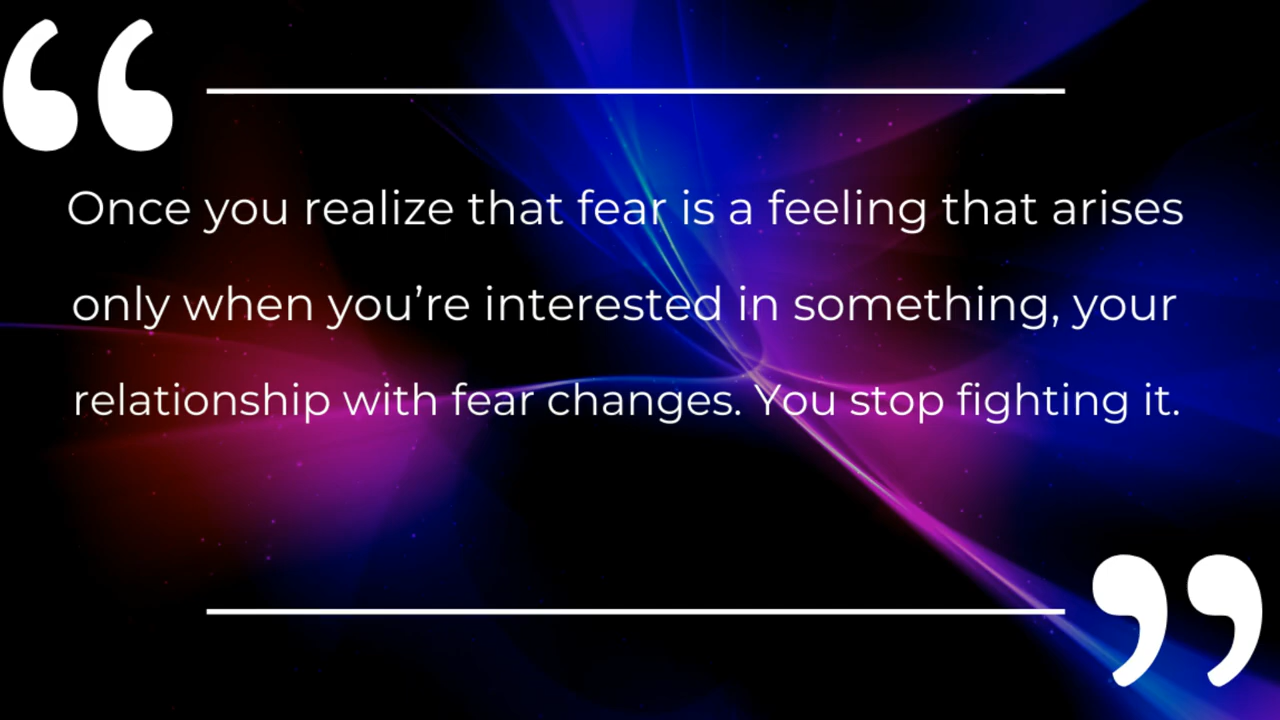 “
Once you realize that fear is a feeling that arises
only when you’re interested in something, your
relationship with fear changes. You stop fighting it.
”